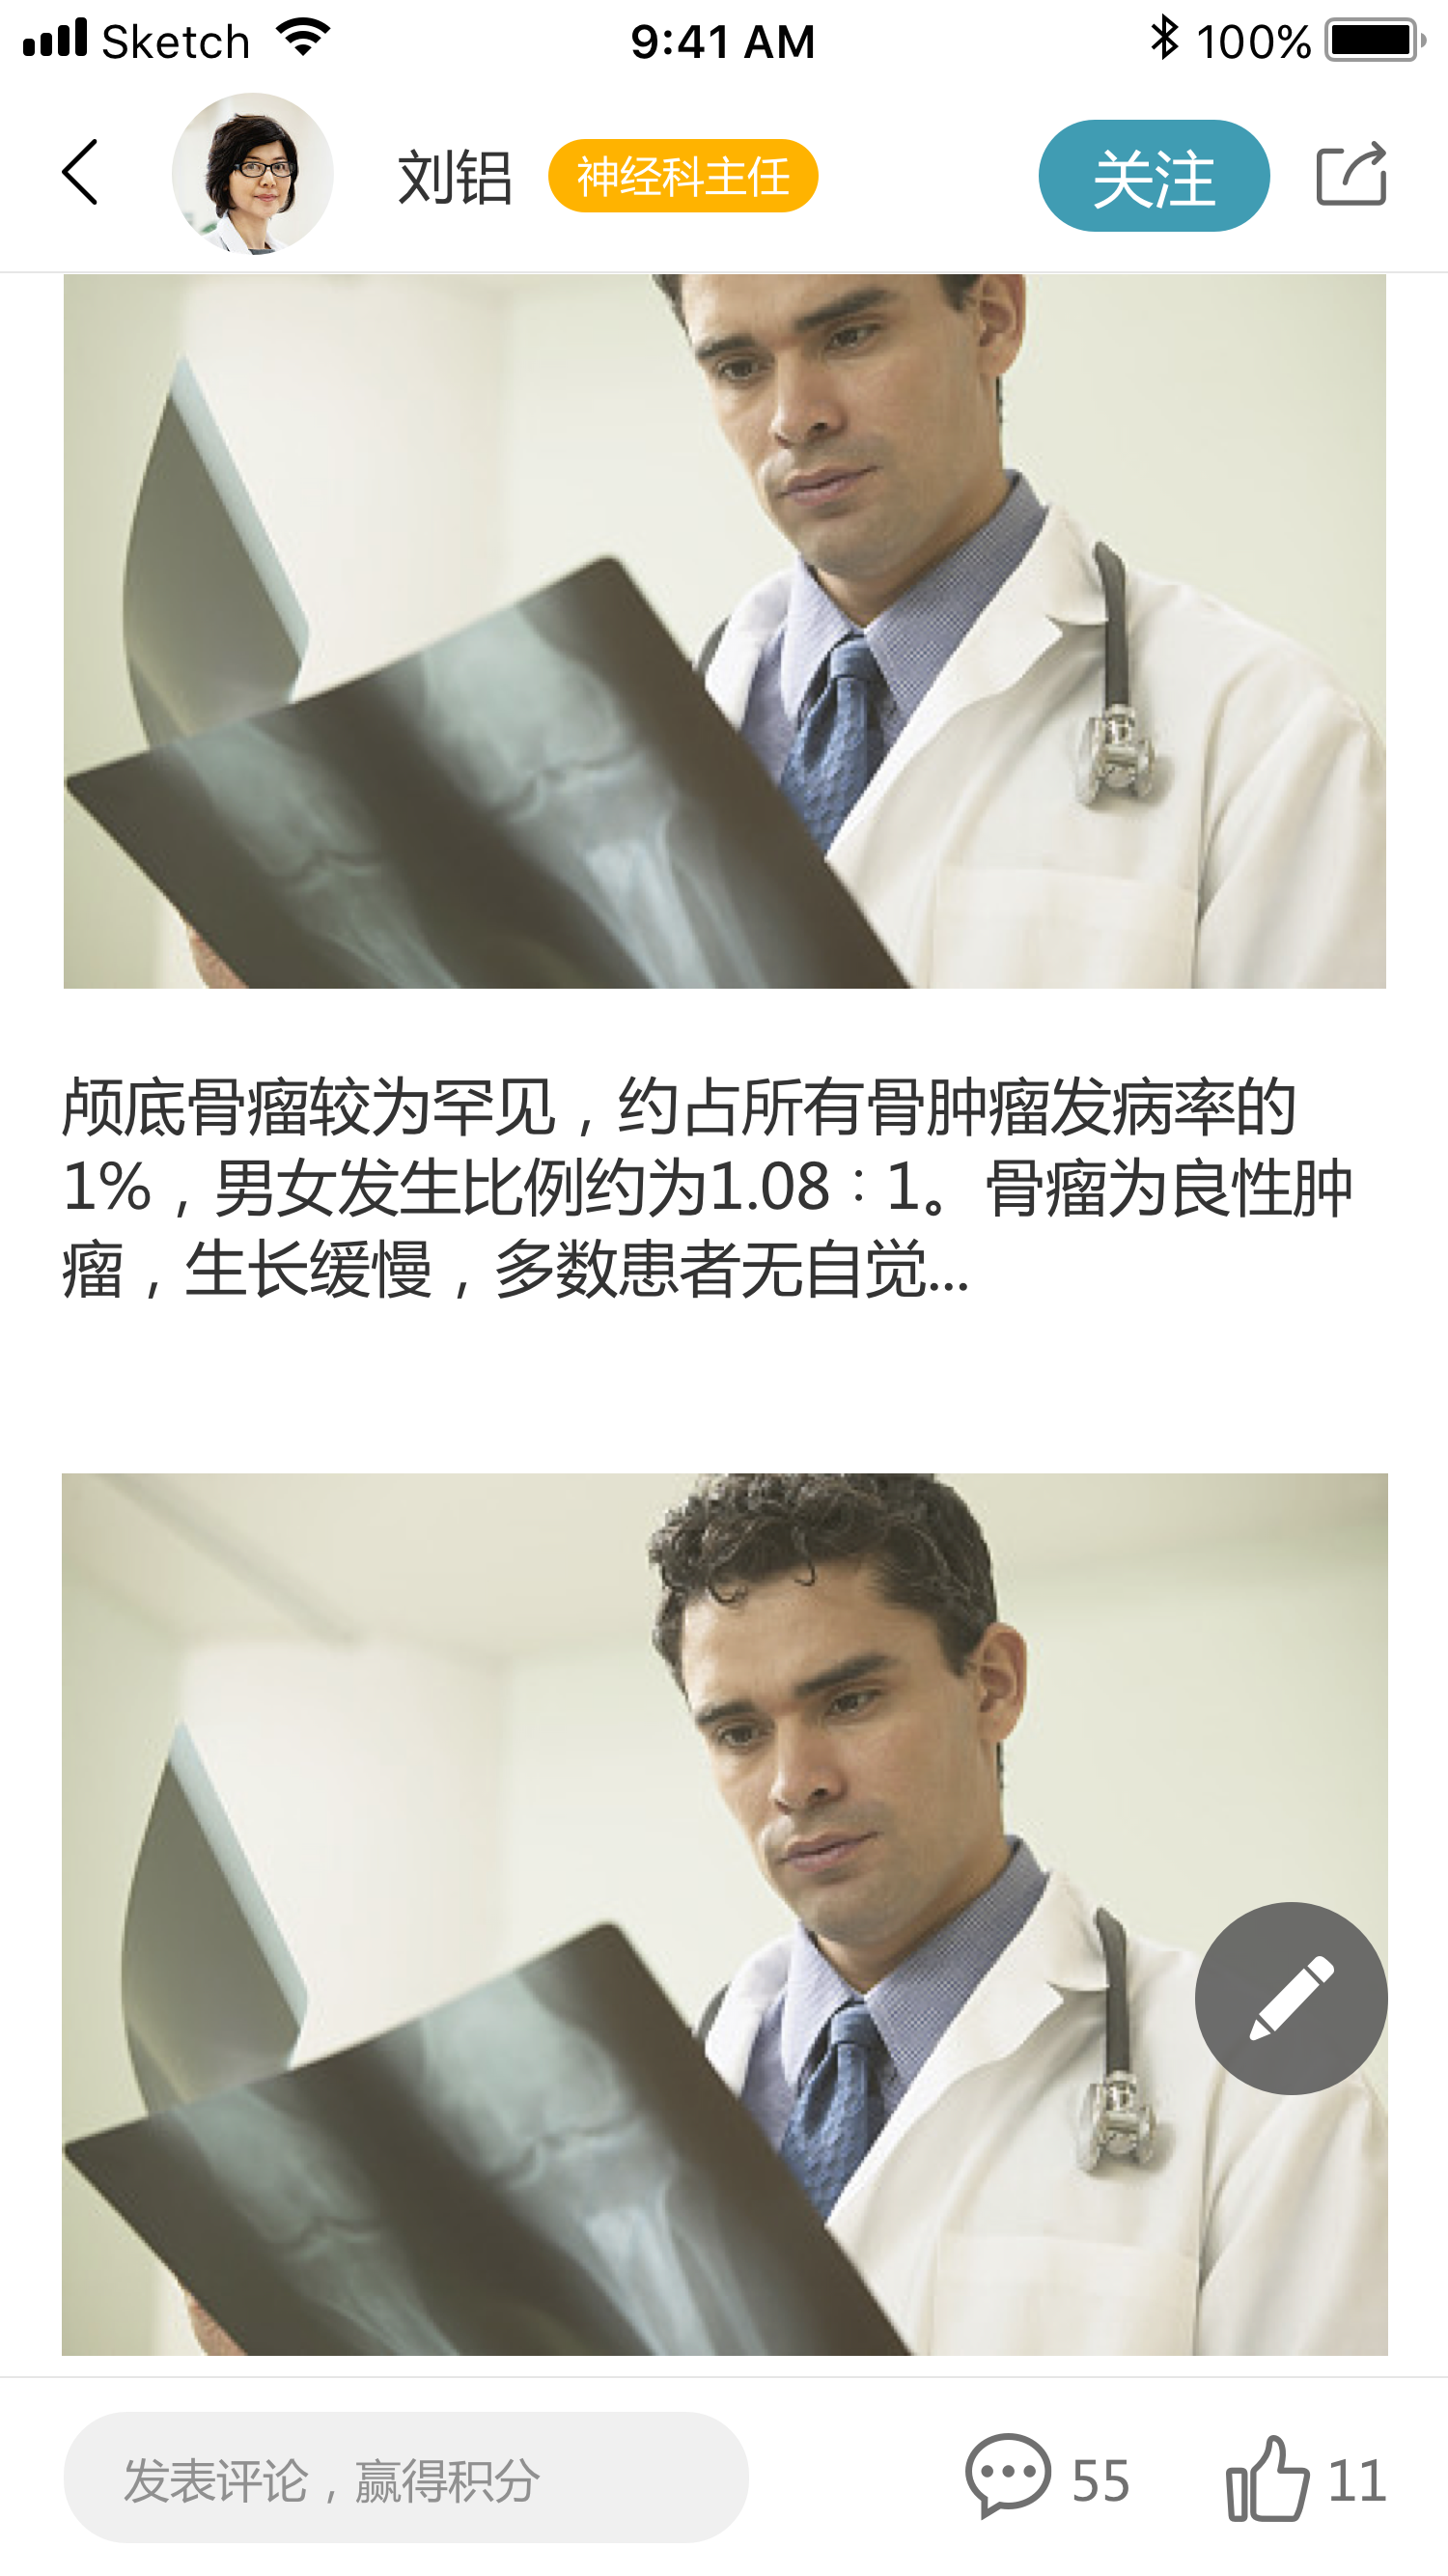 Sketch 9:41 AM 100%
刘铝 神经科主任 关注
颅底骨瘤较为罕见，约占所有骨肿瘤发病率的
1%，男女发生比例约为1.08：1。骨瘤为良性肿
瘤，生长缓慢，多数患者无自觉...
发表评论，赢得积分 55 11